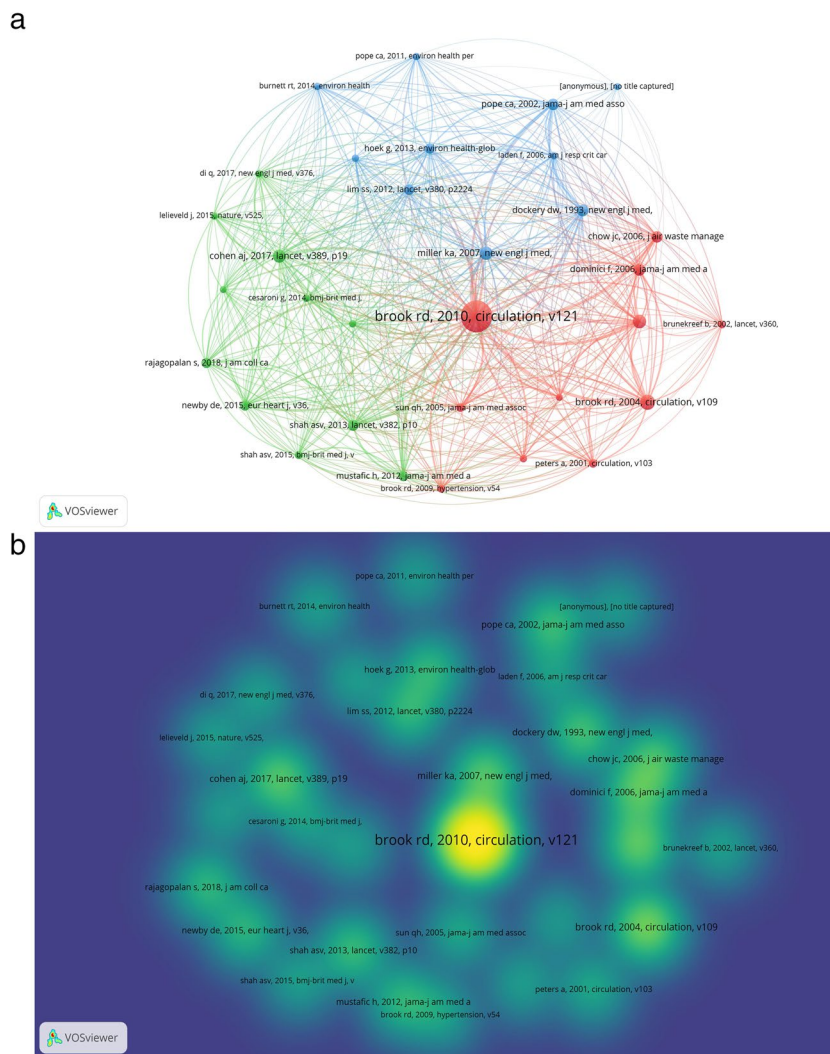 a
pope ca, 2011, environ health per
burnett rt, 2014, environ health
[anonymous], [no title captured]
pope ca, 2002, jama-j am med asso
hoek g, 2013, environ health-glob
laden f, 2006, am j resp crit car
di q, 2017, new engl j med, v376,
lim ss, 2012, lancet, v380, p2224
lelieveld j, 2015, nature, v525,
dockery dw, 1993, new engl j med,
chow jc, 2006, j air waste manage
cohen aj, 2017, lancet, v389, p19
miller ka, 2007, new engl j med,
dominici f, 2006, jama-j am med a
cesaroni g, 2014, bmj-brit med j,
brook rd, 2010, circulation, v121
brunekreef b, 2002, lancet, v360,
rajagopalan s, 2018, j am coll ca
newby de, 2015, eur heart j, v36,
sun qh, 2005, jama-j am med assoc
brook rd, 2004, circulation, v109
shah asv, 2013, lancet, v382, p10
shah asv, 2015, bmj-brit med j, v
peters a, 2001, circulation, v103
mustafic h, 2012, jama-j am med a
brook rd, 2009, hypertension, v54
VOSviewer
b
pope ca, 2011, environ health per
burnett rt, 2014, environ health
[anonymous], [no title captured]
pope ca, 2002, jama-j am med asso
hoek g, 2013, environ health-glob
laden f, 2006, am j resp crit car
di q, 2017, new engl j med, v376,
lim ss, 2012, lancet, v380, p2224
lelieveld j, 2015, nature, v525,
dockery dw, 1993, new engl j med,
chow jc, 2006, j air waste manage
cohen aj, 2017, lancet, v389, p19
miller ka, 2007, new engl j med,
dominici f, 2006, jama-j am med a
cesaroni g, 2014, bmj-brit med j,
brook rd, 2010, circulation, v121
brunekreef b, 2002, lancet, v360,
rajagopalan s, 2018, j am coll ca
newby de, 2015, eur heart j, v36,
sun qh, 2005, jama-j am med assoc
brook rd, 2004, circulation, v109
shah asv, 2013, lancet, v382, p10
shah asv, 2015, bmj-brit med j, v
peters a, 2001, circulation, v103
mustafic h, 2012, jama-j am med a
brook rd, 2009, hypertension, v54
VOSviewer